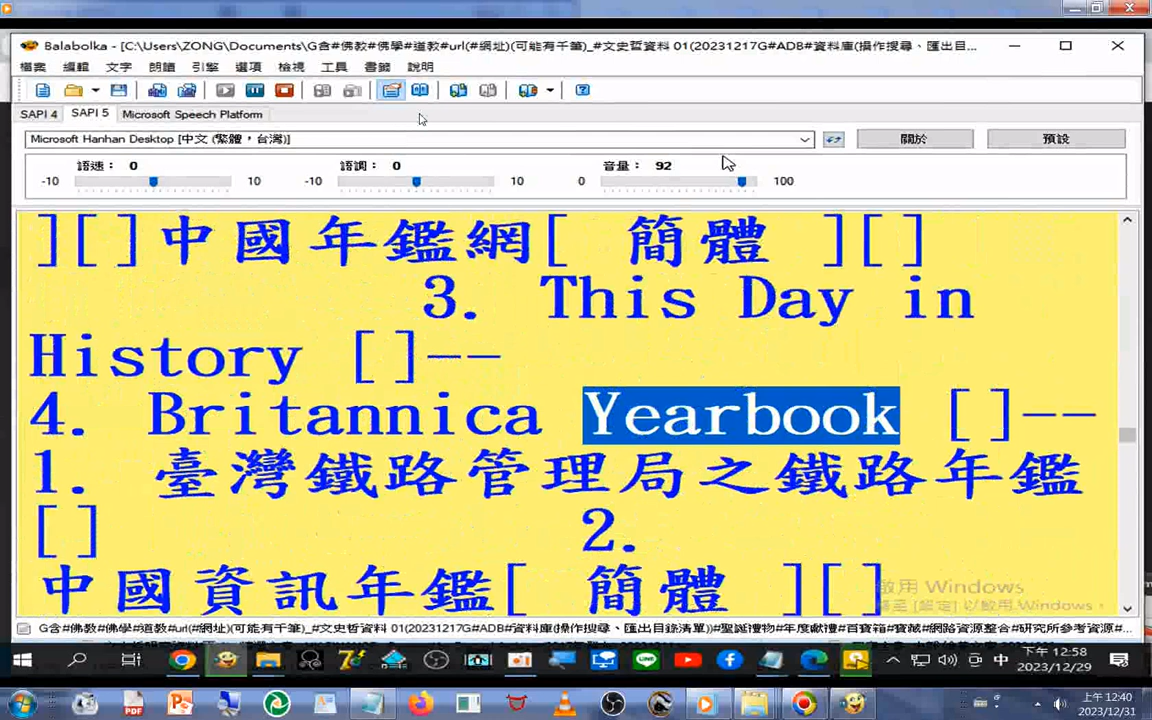 Balabolka - [C:\Users\ZONG\Documents\G含#佛教#佛學#道教#url(#網址)(可能有千筆)_#文史哲資料 01(20231217G#ADB#資料庫(操作搜尋、匯出目...
檔案 編輯 文字 朗讀 引擎 選項 檢視 工具 書籤 說明
SAPI 4 SAPI 5 Microsoft Speech Platform
Microsoft Hanhan Desktop [中文 (繁體，台灣)] 關於 預設
語速： 0 語調： 0 音量： 92
-10 10 -10 10 0 100
][]中國年鑑網[ 簡體 ][]
3. This Day in
History []--
4. Britannica Yearbook []--
1. 臺灣鐵路管理局之鐵路年鑑
[] 2.
中國資訊年鑑[ 簡體 ][]
啟用 Windows
移至 [設定] 以啟用 Windows。
G含#佛教#佛學#道教#url(#網址)(可能有千筆)_#文史哲資料 01(20231217G#ADB#資料庫(操作搜尋、匯出目錄清單))#聖誕禮物#年度獻禮#百寶箱#寶藏#網路資源整合#研究所參考資源#...
中 下午 12:58
2023/12/29
上午 12:40
2023/12/31